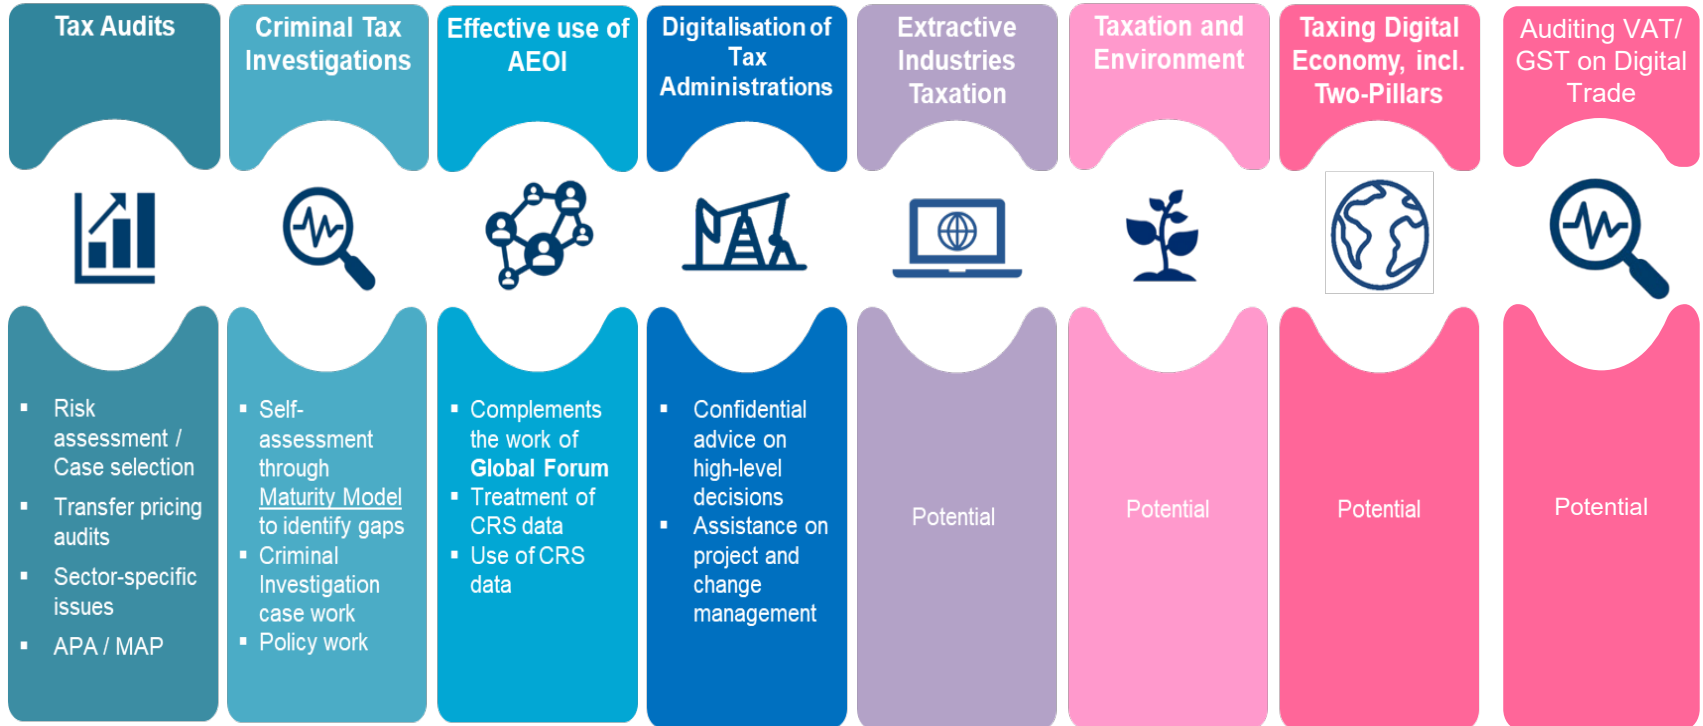 Tax Audits
Criminal Tax
Investigations
Effective use of
AEOI
Digitalisation of
Tax
Administrations
Extractive
Industries
Taxation
Taxation and
Environment
Taxing Digital
Economy, incl.
Two-Pillars
Auditing VAT/
GST on Digital
Trade
▪ Risk
assessment /
Case selection
▪ Transfer pricing
audits
▪ Sector-specific
issues
▪ APA / MAP
▪ Self-
assessment
through
Maturity Model
to identify gaps
▪ Criminal
Investigation
case work
▪ Policy work
▪ Complements
the work of
Global Forum
▪ Treatment of
CRS data
▪ Use of CRS
data
▪ Confidential
advice on
high-level
decisions
▪ Assistance on
project and
change
management
Potential
Potential
Potential
Potential